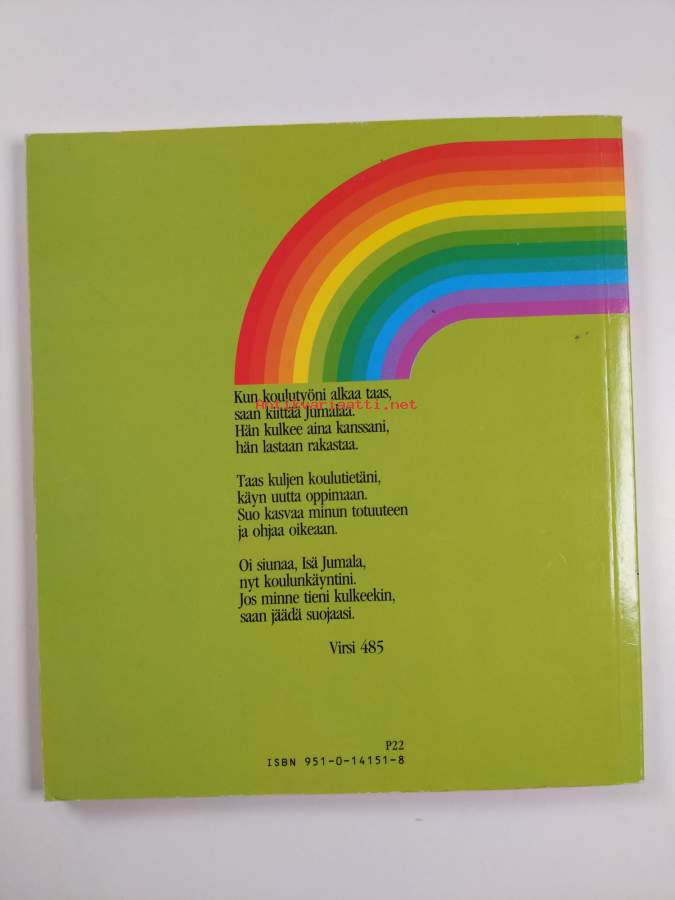 Kun koulutyöni alkaa taas,
antikvariaatti.net
saan kiittää Jumalaa.
Hän kulkee aina kanssani,
hän lastaan rakastaa.
Taas kuljen koulutietäni,
käyn uutta oppimaan.
Suo kasvaa minun totuuteen
ja ohjaa oikeaan.
Oi siunaa, Isä Jumala,
nyt koulunkäyntini.
Jos minne tieni kulkeekin,
saan jäädä suojaasi.
Virsi 485
P22
ISBN 951-0-14151-8